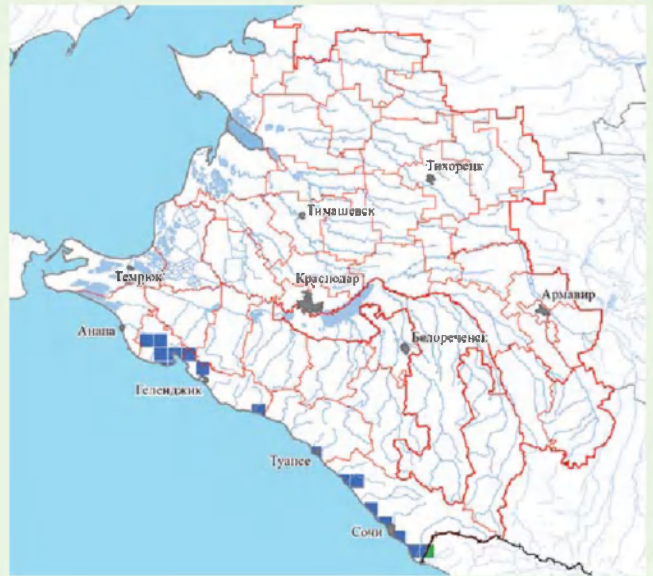 Тихорецк
Тимашевск
Темрюк
Краснодар
Армавир
Анапа
Белореченск
Геленджик
Туапсе
Сочи